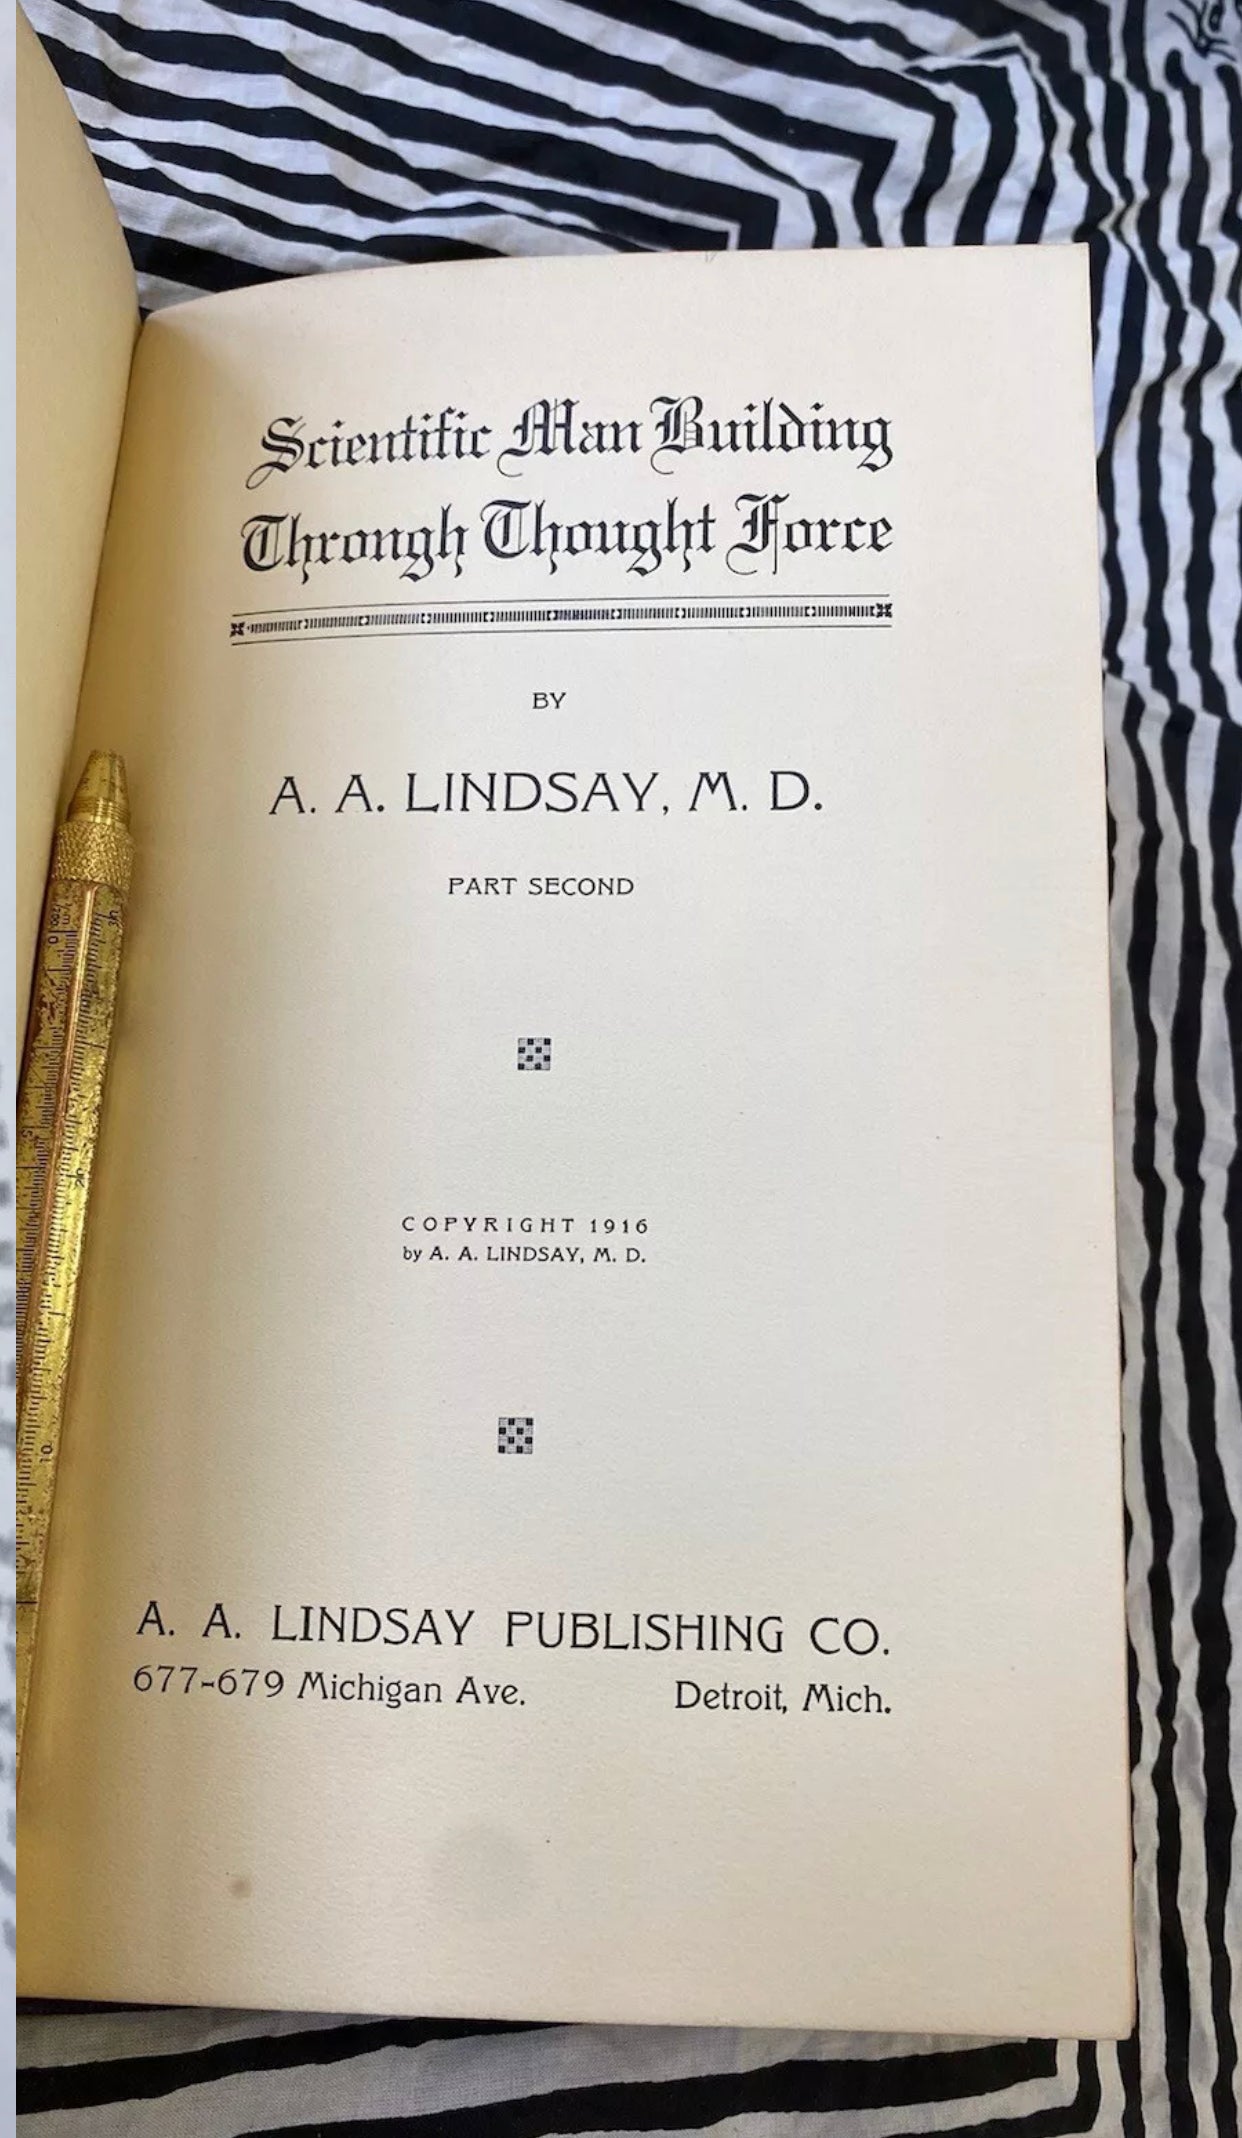 Scientific Man Building
Through Thought Force
BY
A. A. LINDSAY, M. D.
PART SECOND
COPYRIGHT 1916
by A. A. LINDSAY, M. D.
A. A. LINDSAY PUBLISHING CO.
677-679 Michigan Ave. Detroit, Mich.